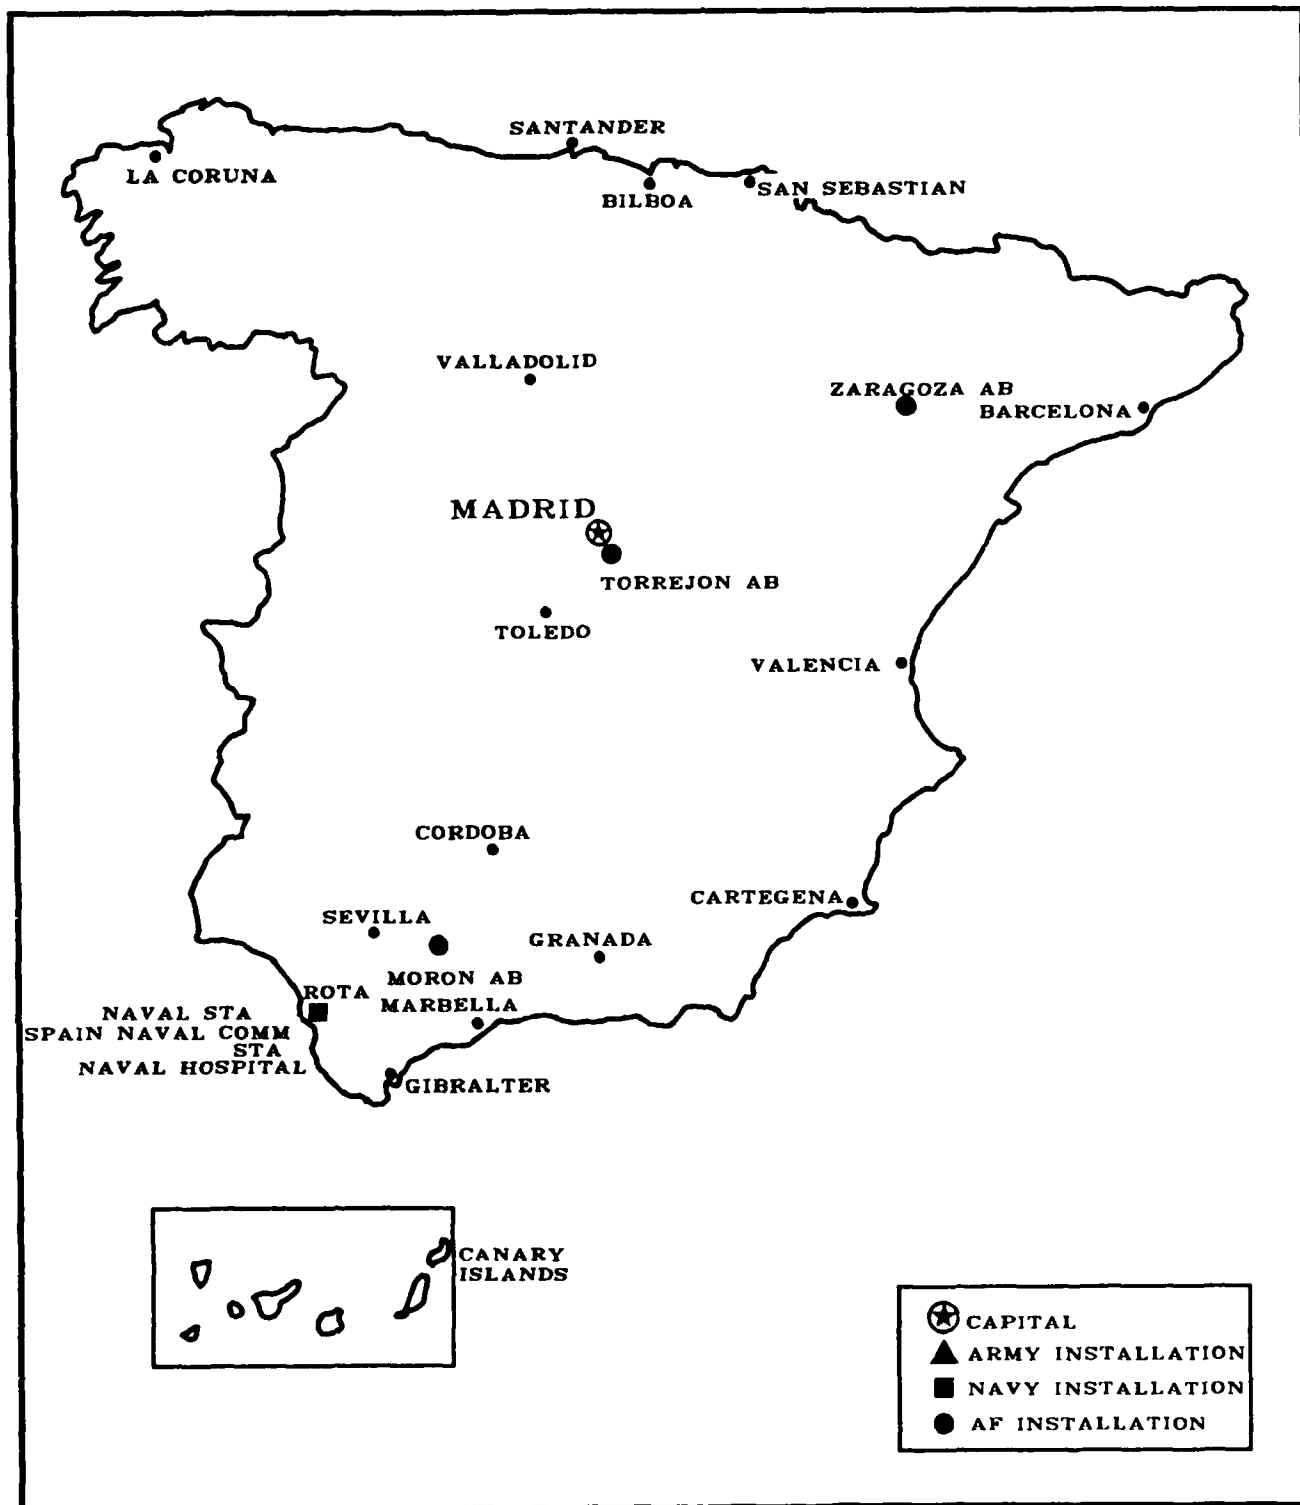 SANTANDER
LA CORUNA
BILBOA
SAN SEBASTIAN
VALLADOLID
ZARAGOZA AB
BARCELONA
MADRID
TORREJON AB
TOLEDO
VALENCIA
CORDOBA
CARTEGENA
SEVILLA
GRANADA
MORON AB
ROTA
MARBELLA
NAVAL STA
SPAIN NAVAL COMM
STA
NAVAL HOSPITAL
GIBRALTER
CANARY
ISLANDS
CAPITAL
ARMY INSTALLATION
NAVY INSTALLATION
AF INSTALLATION